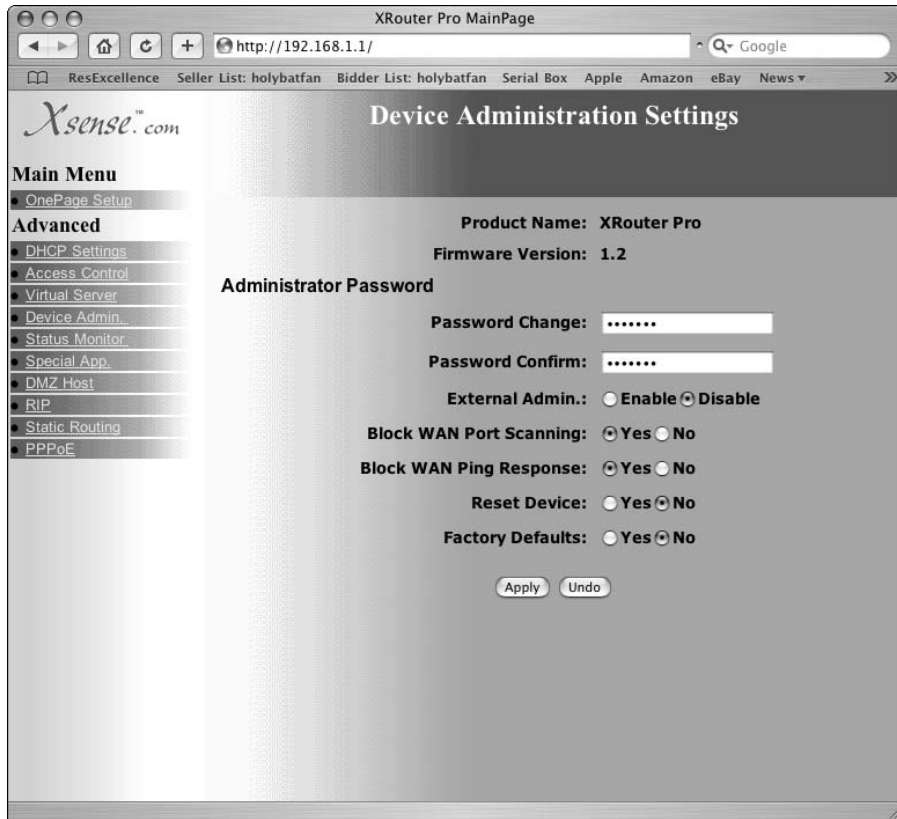 XRouter Pro MainPage
http://192.168.1.1/
Google
ResExcellence Seller List: holybatfan Bidder List: holybatfan Serial Box Apple Amazon eBay News
Xsense.™com
Device Administration Settings
Main Menu
OnePage Setup
Advanced
DHCP Settings
Access Control
Virtual Server
Device Admin.
Status Monitor
Special App.
DMZ Host
RIP
Static Routing
PPPoE
Product Name: XRouter Pro
Firmware Version: 1.2
Administrator Password
Password Change: •••••••
Password Confirm: •••••••
External Admin.: Enable Disable
Block WAN Port Scanning: Yes No
Block WAN Ping Response: Yes No
Reset Device: Yes No
Factory Defaults: Yes No
Apply Undo